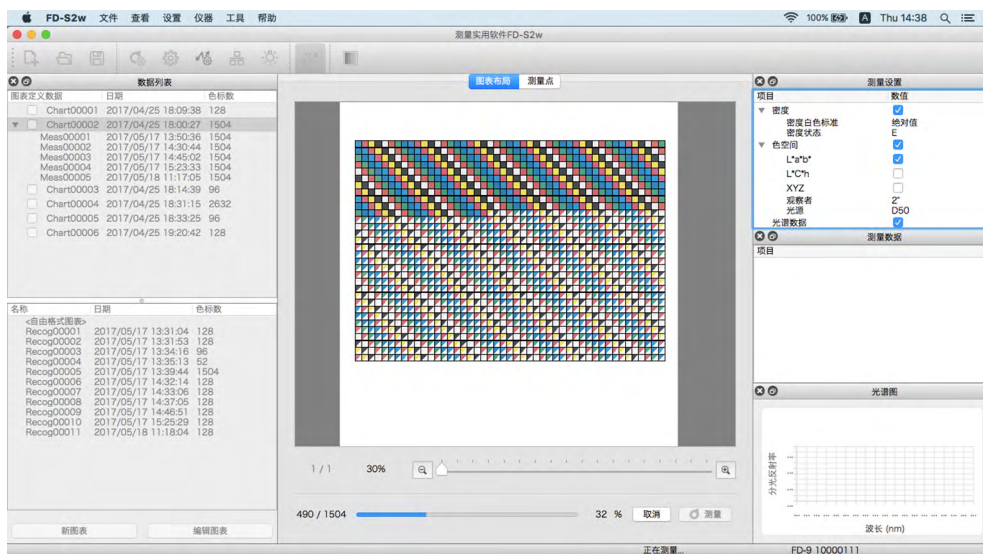 FD-S2w 文件 查看 设置 仪器 工具 帮助 100% A Thu 14:38
测量实用软件FD-S2w
数据列表
图表定义数据 日期 色标数
Chart00001 2017/04/25 18:09:38 128
Chart00002 2017/04/25 18:00:27 1504
Meas00001 2017/05/17 13:50:36 1504
Meas00002 2017/05/17 14:30:44 1504
Meas00003 2017/05/17 14:45:02 1504
Meas00004 2017/05/17 15:23:33 1504
Meas00005 2017/05/18 11:17:05 1504
Chart00003 2017/04/25 18:14:39 96
Chart00004 2017/04/25 18:31:15 2632
Chart00005 2017/04/25 18:33:25 96
Chart00006 2017/04/25 19:20:42 128
名称 日期 色标数
<自由格式图表>
Recog00001 2017/05/17 13:31:04 128
Recog00002 2017/05/17 13:31:53 128
Recog00003 2017/05/17 13:34:16 96
Recog00004 2017/05/17 13:35:13 52
Recog00005 2017/05/17 13:39:44 1504
Recog00006 2017/05/17 14:32:14 128
Recog00007 2017/05/17 14:33:06 128
Recog00008 2017/05/17 14:37:05 128
Recog00009 2017/05/17 14:46:51 128
Recog00010 2017/05/17 15:25:29 128
Recog00011 2017/05/18 11:18:04 128
新图表 编辑图表
图表布局 测量点
1 / 1 30%
490 / 1504 32 % 取消 测量
测量设置
项目 数值
密度
密度白色标准 绝对值
密度状态 E
色空间
L*a*b*
L*C*h
XYZ
观察者 2°
光源 D50
光谱数据
测量数据
项目
光谱图
分光反射率
波长 (nm)
正在测量... FD-9 10000111